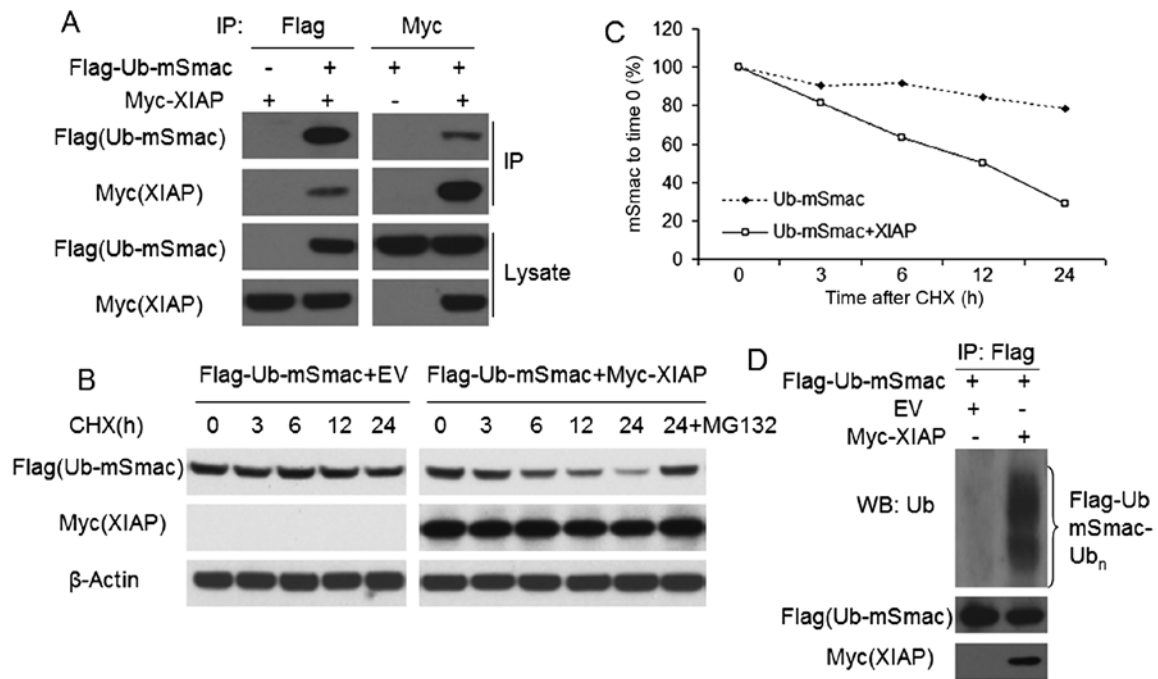 A
IP: Flag Myc
Flag-Ub-mSmac - + + +
Myc-XIAP + + - +
Flag(Ub-mSmac)
Myc(XIAP)
IP
Flag(Ub-mSmac)
Myc(XIAP)
Lysate
B
Flag-Ub-mSmac+EV Flag-Ub-mSmac+Myc-XIAP
CHX(h) 0 3 6 12 24 0 3 6 12 24 24+MG132
Flag(Ub-mSmac)
Myc(XIAP)
β-Actin
C
mSmac to time 0 (%)
120
100
80
60
40
20
0
Ub-mSmac
Ub-mSmac+XIAP
0 3 6 12 24
Time after CHX (h)
D
IP: Flag
Flag-Ub-mSmac + +
EV + -
Myc-XIAP - +
WB: Ub
Flag-Ub
mSmac-
Ubn
Flag(Ub-mSmac)
Myc(XIAP)